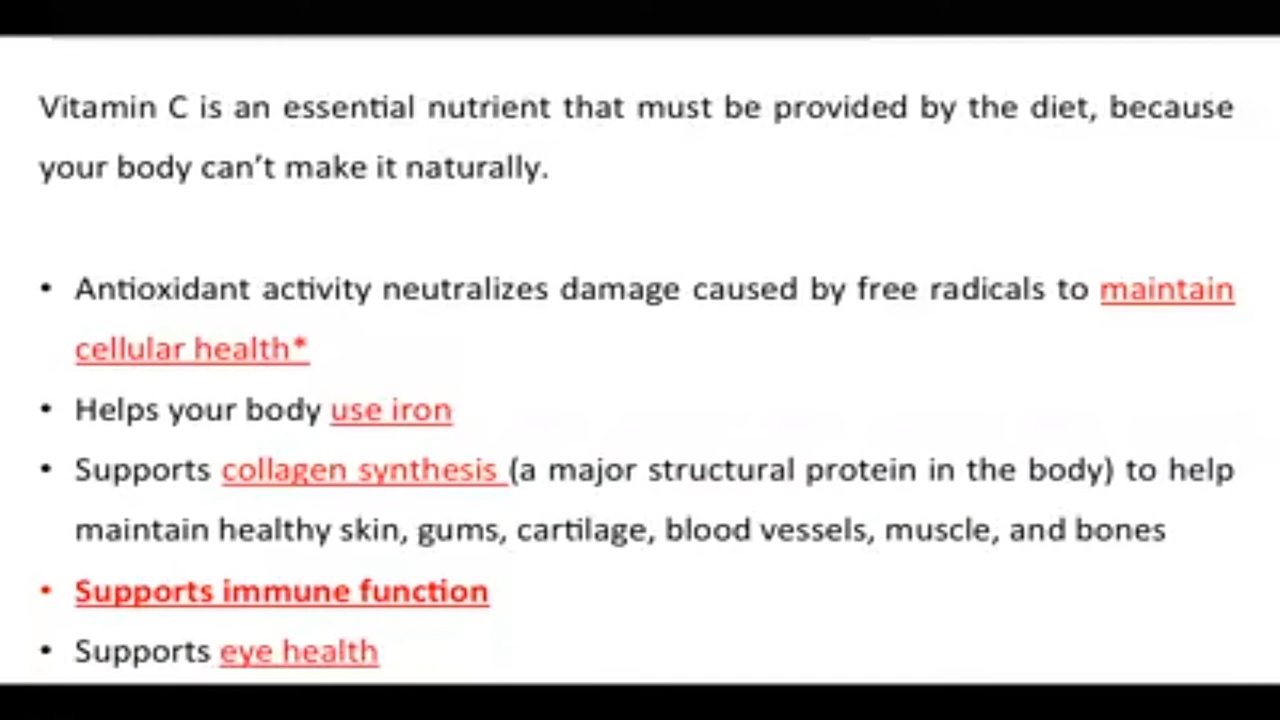 Vitamin C is an essential nutrient that must be provided by the diet, because
your body can't make it naturally.
• Antioxidant activity neutralizes damage caused by free radicals to maintain
cellular health*
• Helps your body use iron
• Supports collagen synthesis (a major structural protein in the body) to help
maintain healthy skin, gums, cartilage, blood vessels, muscle, and bones
• Supports immune function
• Supports eye health